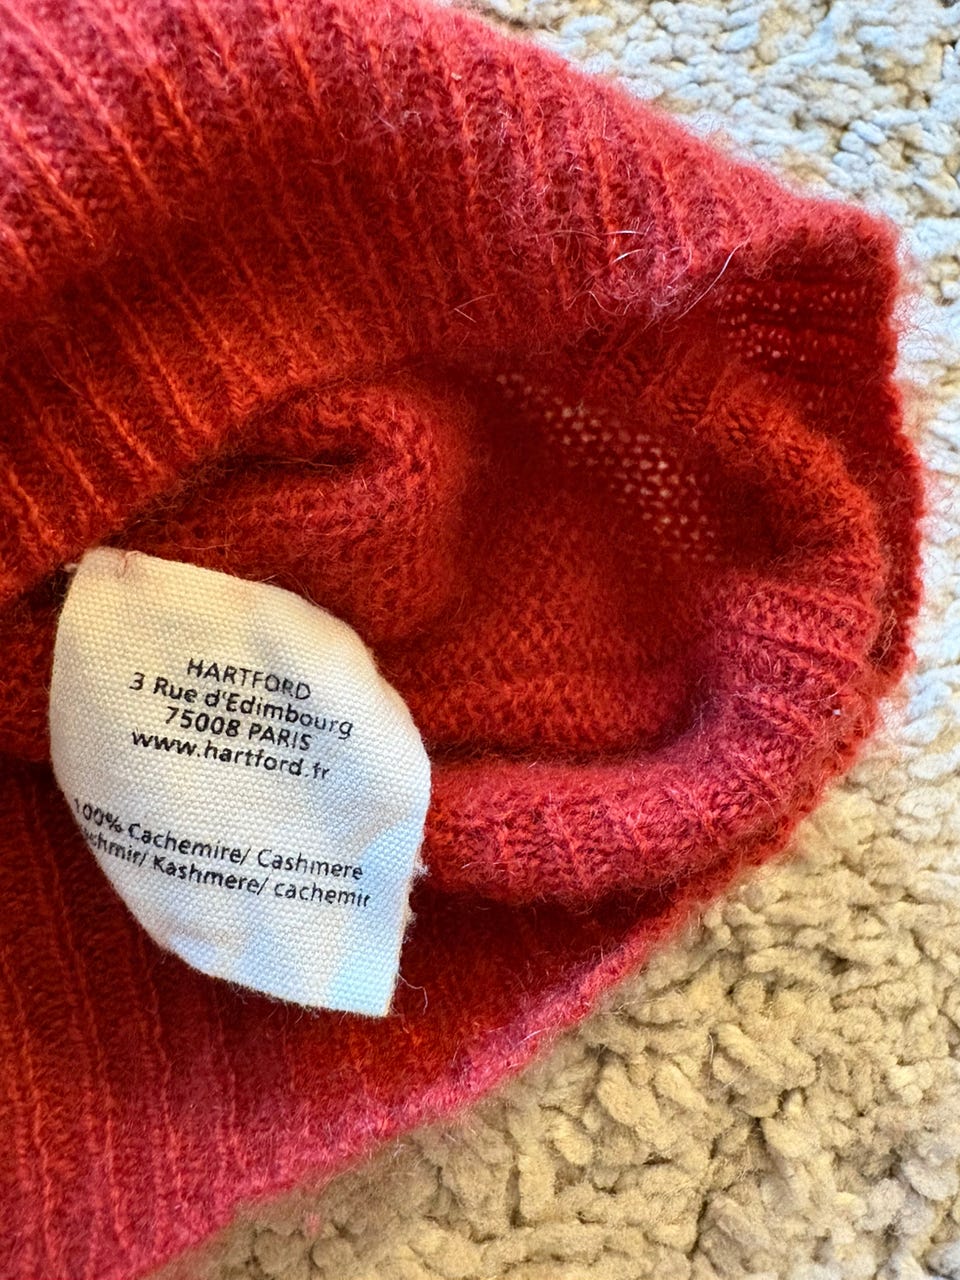 HARTFORD
3 Rue d'Edimbourg
75008 PARIS
www.hartford.fr
100% Cachemire/ Cashmere
Kashmere/ cachemir